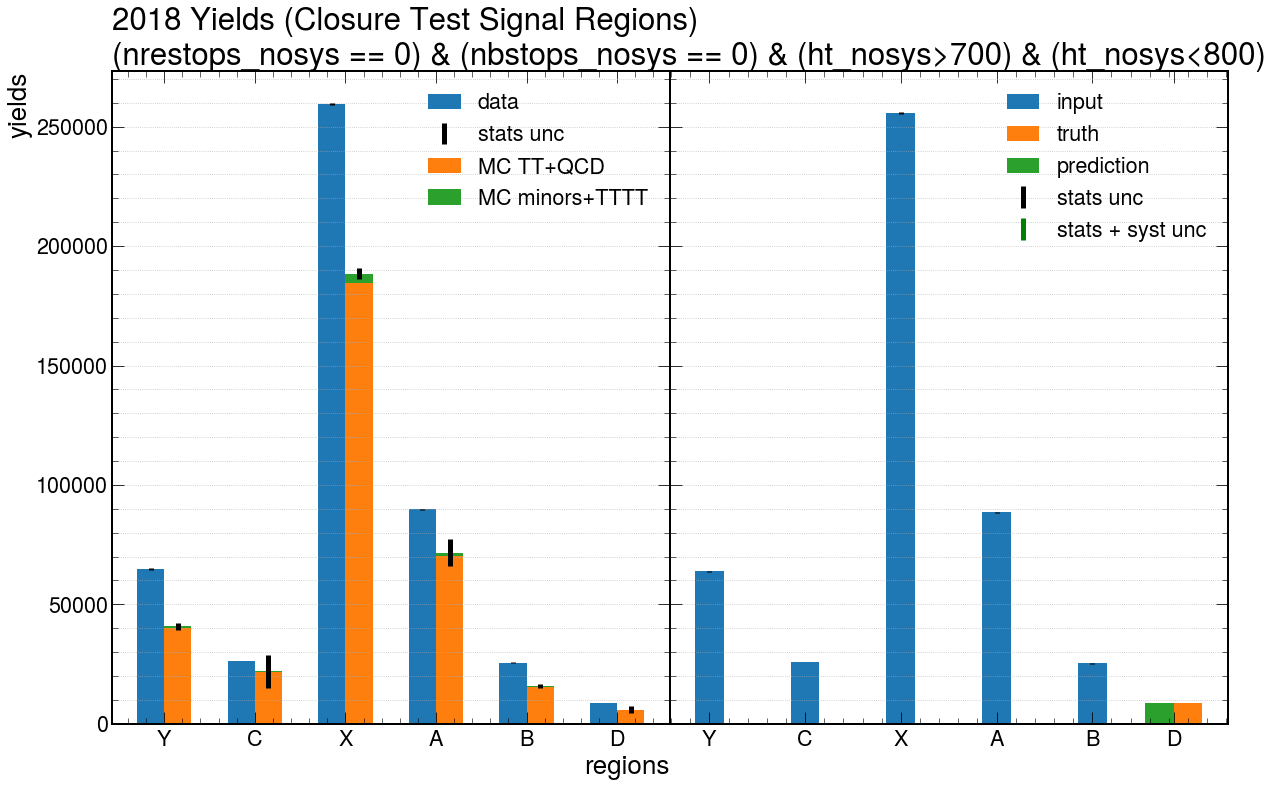 2018 Yields (Closure Test Signal Regions)
(nrestops_nosys == 0) & (nbstops_nosys == 0) & (ht_nosys>700) & (ht_nosys<800)
yields
250000
200000
150000
100000
50000
0
data
stats unc
MC TT+QCD
MC minors+TTTT
input
truth
prediction
stats unc
stats + syst unc
Y C X A B D
Y C X A B D
regions